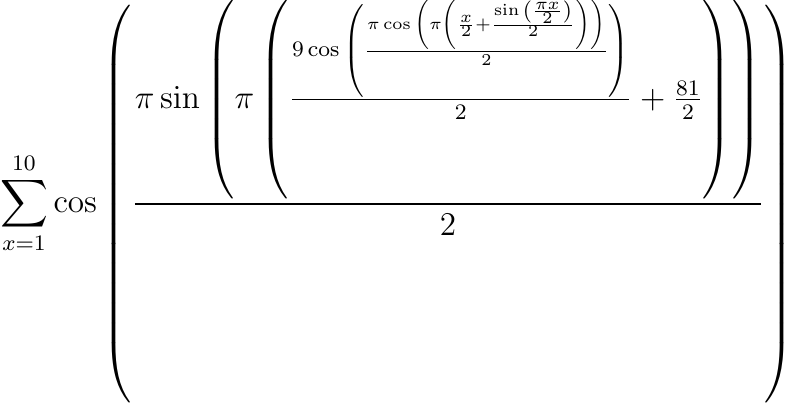 \sum_{x=1}^{10} \cos\left(\frac{\pi \sin\left(\pi\left(\frac{9\cos\left(\frac{\pi\cos\left(\pi\left(\frac{x}{2}+\frac{\sin\left(\frac{\pi x}{2}\right)}{2}\right)\right)}{2}\right)}{2}+\frac{81}{2}\right)\right)}{2}\right)